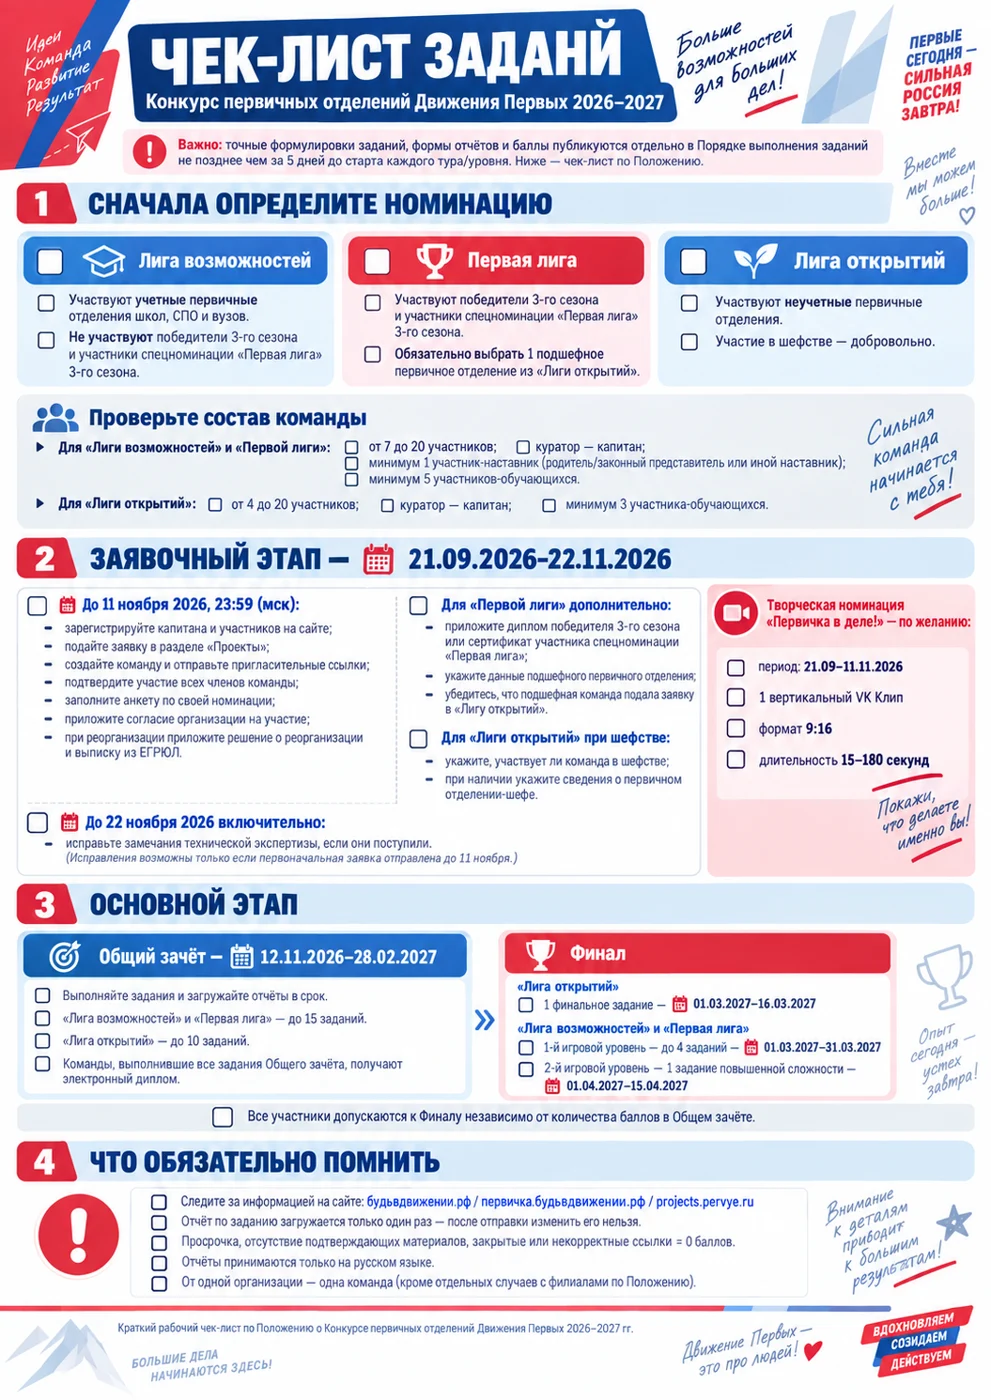 Идеи
Команда
Развитие
Результат
ЧЕК-ЛИСТ ЗАДАНЙ
Конкурс первичных отделений Движения Первых 2026–2027
Больше
возможностей
для больших
дел!
ПЕРВЫЕ
СЕГОДНЯ —
СИЛЬНАЯ
РОССИЯ
ЗАВТРА!
Важно: точные формулировки заданий, формы отчётов и баллы публикуются отдельно в Порядке выполнения заданий
не позднее чем за 5 дней до старта каждого тура/уровня. Ниже — чек-лист по Положению.
Вместе
мы можем
больше!
1 СНАЧАЛА ОПРЕДЕЛИТЕ НОМИНАЦИЮ
Лига возможностей
Участвуют учетные первичные
отделения школ, СПО и вузов.
Не участвуют победители 3-го сезона
и участники спецноминации «Первая лига»
3-го сезона.
Первая лига
Участвуют победители 3-го сезона
и участники спецноминации «Первая лига»
3-го сезона.
Обязательно выбрать 1 подшефное
первичное отделение из «Лиги открытий».
Лига открытий
Участвуют неучетные первичные
отделения.
Участие в шефстве — добровольно.
Проверьте состав команды
Для «Лиги возможностей» и «Первой лиги»: от 7 до 20 участников; куратор — капитан;
минимум 1 участник-наставник (родитель/законный представитель или иной наставник);
минимум 5 участников-обучающихся.
Для «Лиги открытий»: от 4 до 20 участников; куратор — капитан; минимум 3 участника-обучающихся.
Сильная
команда
начинается
с тебя!
2 ЗАЯВОЧНЫЙ ЭТАП — 21.09.2026–22.11.2026
До 11 ноября 2026, 23:59 (мск):
зарегистрируйте капитана и участников на сайте;
подайте заявку в разделе «Проекты»;
создайте команду и отправьте пригласительные ссылки;
подтвердите участие всех членов команды;
заполните анкету по своей номинации;
приложите согласие организации на участие;
при реорганизации приложите решение о реорганизации
и выписку из ЕГРЮЛ.
Для «Первой лиги» дополнительно:
приложите диплом победителя 3-го сезона
или сертификат участника спецноминации
«Первая лига»;
укажите данные подшефного первичного отделения;
убедитесь, что подшефная команда подала заявку
в «Лигу открытий».
Для «Лиги открытий» при шефстве:
укажите, участвует ли команда в шефстве;
при наличии укажите сведения о первичном
отделении-шефе.
До 22 ноября 2026 включительно:
исправьте замечания технической экспертизы, если они поступили.
(Исправления возможны только если первоначальная заявка отправлена до 11 ноября.)
Творческая номинация
«Первичка в деле!» — по желанию:
период: 21.09–11.11.2026
1 вертикальный VK Клип
формат 9:16
длительность 15–180 секунд
Покажи,
что делаете
именно вы!
3 ОСНОВНОЙ ЭТАП
Общий зачёт — 12.11.2026–28.02.2027
Выполняйте задания и загружайте отчёты в срок.
«Лига возможностей» и «Первая лига» — до 15 заданий.
«Лига открытий» — до 10 заданий.
Команды, выполнившие все задания Общего зачёта, получают
электронный диплом.
Финал
«Лига открытий»
1 финальное задание — 01.03.2027–16.03.2027
«Лига возможностей» и «Первая лига»
1-й игровой уровень — до 4 заданий — 01.03.2027–31.03.2027
2-й игровой уровень — 1 задание повышенной сложности —
01.04.2027–15.04.2027
Опыт
сегодня —
успех
завтра!
Все участники допускаются к Финалу независимо от количества баллов в Общем зачёте.
4 ЧТО ОБЯЗАТЕЛЬНО ПОМНИТЬ
Следите за информацией на сайте: будьвдвижении.рф / первичка.будьвдвижении.рф / projects.pervye.ru
Отчёт по заданию загружается только один раз — после отправки изменить его нельзя.
Просрочка, отсутствие подтверждающих материалов, закрытые или некорректные ссылки = 0 баллов.
Отчёты принимаются только на русском языке.
От одной организации — одна команда (кроме отдельных случаев с филиалами по Положению).
Внимание
к деталям
приводит
к большим
результатам!
Краткий рабочий чек-лист по Положению о Конкурсе первичных отделений Движения Первых 2026–2027 гг.
БОЛЬШИЕ ДЕЛА
НАЧИНАЮТСЯ ЗДЕСЬ!
Движение Первых —
это про людей!
ВДОХНОВЛЯЕМ
СОЗИДАЕМ
ДЕЙСТВУЕМ